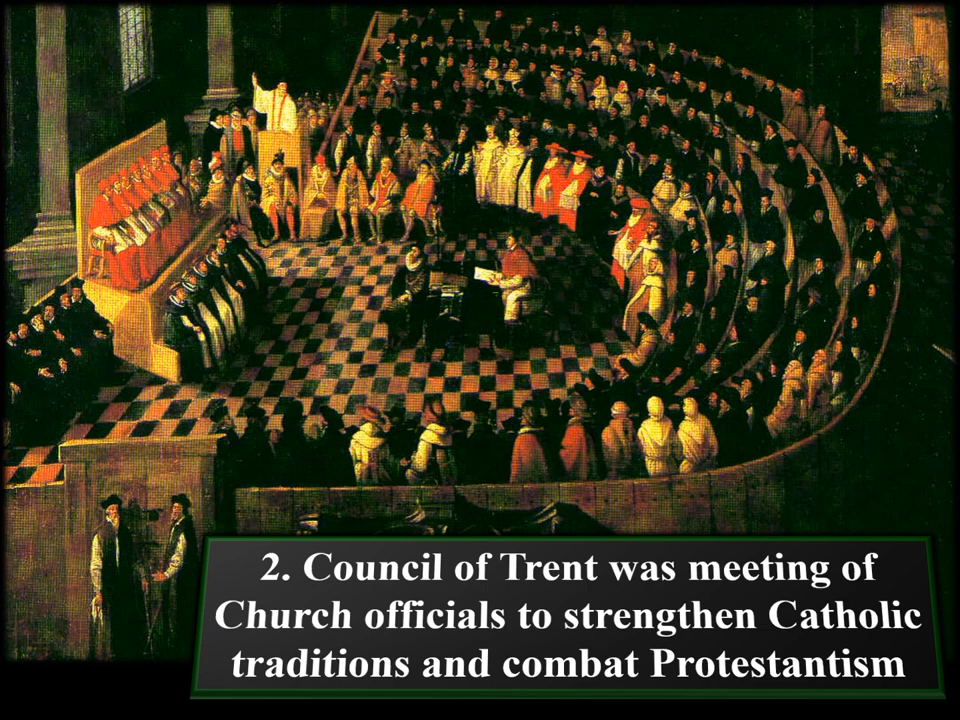 2. Council of Trent was meeting of
Church officials to strengthen Catholic
traditions and combat Protestantism